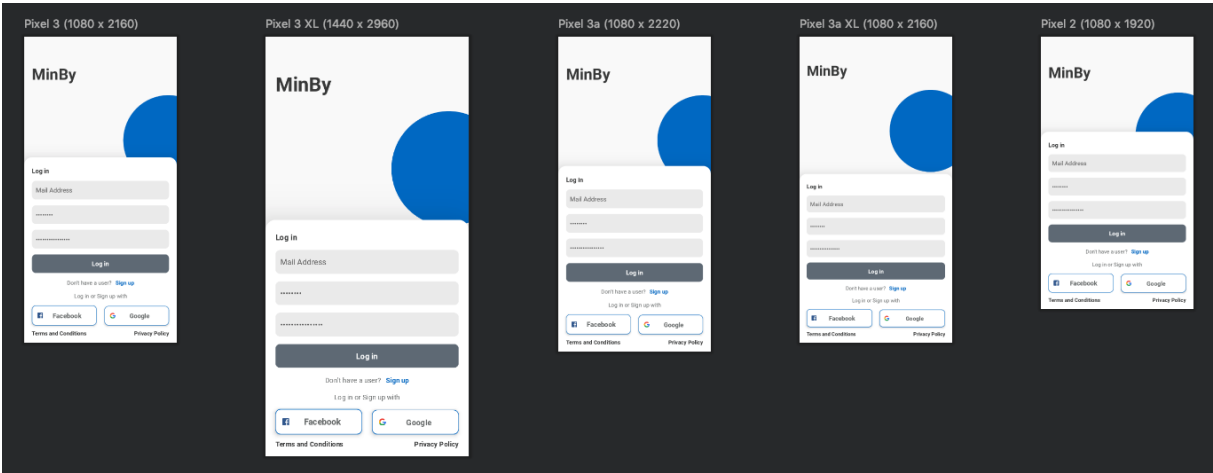 Pixel 3 (1080 x 2160)
MinBy
Log in
Mail Address
Log in
Don't have a user? Sign up
Log in or Sign up with
Facebook
Google
Terms and Conditions
Privacy Policy
Pixel 3 XL (1440 x 2960)
MinBy
Log in
Mail Address
Log in
Don't have a user? Sign up
Log in or Sign up with
Facebook
Google
Terms and Conditions
Privacy Policy
Pixel 3a (1080 x 2220)
MinBy
Log in
Mail Address
Log in
Don't have a user? Sign up
Log in or Sign up with
Facebook
Google
Terms and Conditions
Privacy Policy
Pixel 3a XL (1080 x 2160)
MinBy
Log in
Mail Address
Log in
Don't have a user? Sign up
Log in or Sign up with
Facebook
Google
Terms and Conditions
Privacy Policy
Pixel 2 (1080 x 1920)
MinBy
Log in
Mail Address
Log in
Don't have a user? Sign up
Log in or Sign up with
Facebook
Google
Terms and Conditions
Privacy Policy